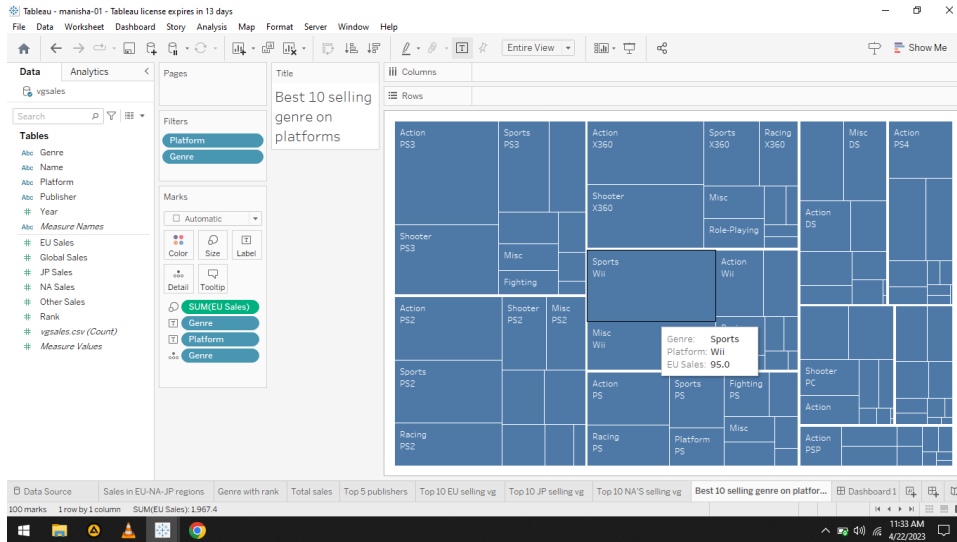 Tableau - manisha-01 - Tableau license expires in 13 days
File Data Worksheet Dashboard Story Analysis Map Format Server Window Help
Entire View
Show Me
Data Analytics
vgsales
Search
Tables
Abc Genre
Abc Name
Abc Platform
Abc Publisher
# Year
Abc Measure Names
# EU Sales
# Global Sales
# JP Sales
# NA Sales
# Other Sales
# Rank
# vgsales.csv (Count)
# Measure Values
Pages
Filters
Platform
Genre
Marks
Automatic
Color Size Label
Detail Tooltip
SUM(EU Sales)
Genre
Platform
Genre
Title
Best 10 selling
genre on
platforms
Columns
Rows
Action
PS3
Sports
PS3
Shooter
PS3
Misc
Fighting
Action
PS2
Shooter
PS2
Misc
PS2
Sports
PS2
Racing
PS2
Action
X360
Sports
X360
Racing
X360
Shooter
X360
Misc
Role-Playing
Sports
Wii
Action
Wii
Misc
Wii
Genre: Sports
Platform: Wii
EU Sales: 95.0
Action
PS
Sports
PS
Fighting
PS
Racing
PS
Platform
PS
Misc
Misc
DS
Action
DS
Action
PS4
Shooter
PC
Action
Action
PSP
Data Source Sales in EU-NA-JP regions Genre with rank Total sales Top 5 publishers Top 10 EU selling vg Top 10 JP selling vg Top 10 NA'S selling vg Best 10 selling genre on platfor... Dashboard 1
100 marks 1 row by 1 column SUM(EU Sales): 1,967.4
11:33 AM
4/22/2023